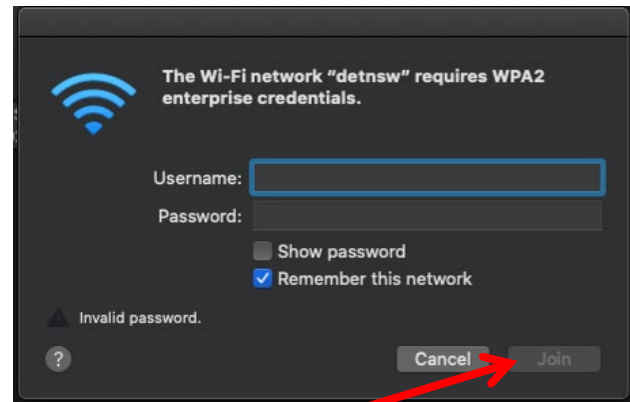 The Wi-Fi network “detnsw” requires WPA2
enterprise credentials.
Username:
Password:
Show password
Remember this network
Invalid password.
?
Cancel
Join